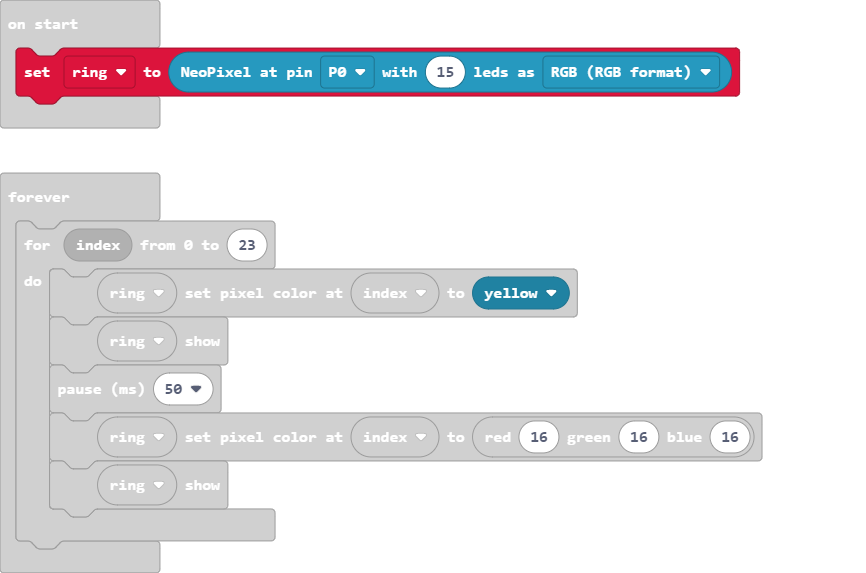 on start
set ring to NeoPixel at pin P0 with 15 leds as RGB (RGB format)
forever
for index from 0 to 23
do
ring set pixel color at index to yellow
ring show
pause (ms) 50
ring set pixel color at index to red 16 green 16 blue 16
ring show